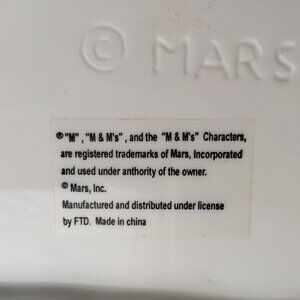 © MARS
® "M" , "M & M's" , and the "M & M's" Characters,
are registered trademarks of Mars, Incorporated
and used under anthority of the owner.
© Mars, Inc.
Manufactured and distributed under license
by FTD. Made in china